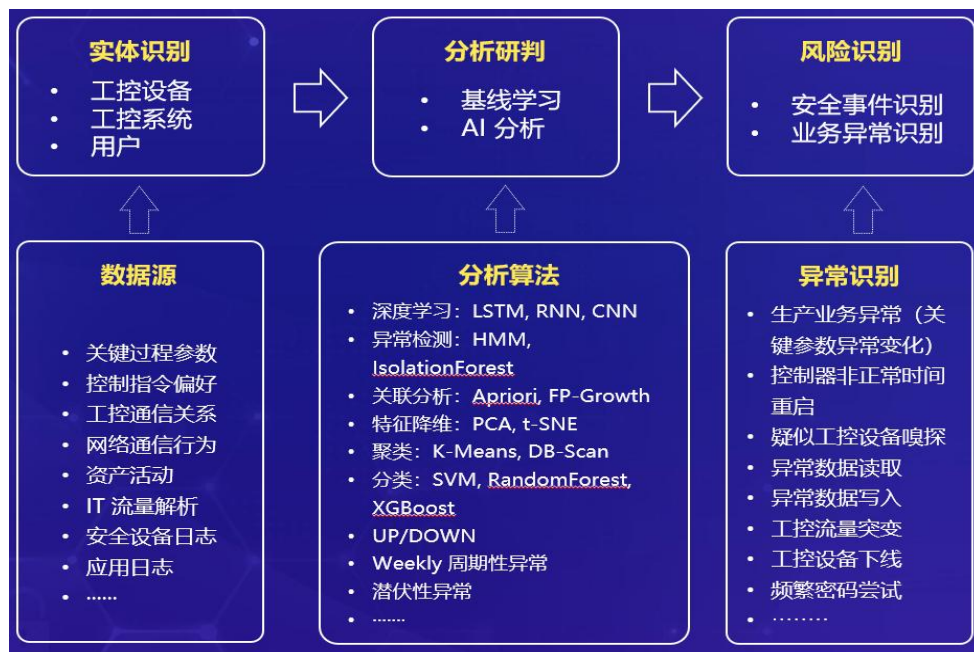 实体识别
• 工控设备
• 工控系统
• 用户
分析研判
• 基线学习
• AI 分析
风险识别
• 安全事件识别
• 业务异常识别
数据源
• 关键过程参数
• 控制指令偏好
• 工控通信关系
• 网络通信行为
• 资产活动
• IT 流量解析
• 安全设备日志
• 应用日志
• ......
分析算法
• 深度学习：LSTM, RNN, CNN
• 异常检测：HMM,
IsolationForest
• 关联分析：Apriori, FP-Growth
• 特征降维：PCA, t-SNE
• 聚类：K-Means, DB-Scan
• 分类：SVM, RandomForest,
XGBoost
• UP/DOWN
• Weekly 周期性异常
• 潜伏性异常
• .......
异常识别
• 生产业务异常（关
键参数异常变化）
• 控制器非正常时间
重启
• 疑似工控设备嗅探
• 异常数据读取
• 异常数据写入
• 工控流量突变
• 工控设备下线
• 频繁密码尝试
• ........